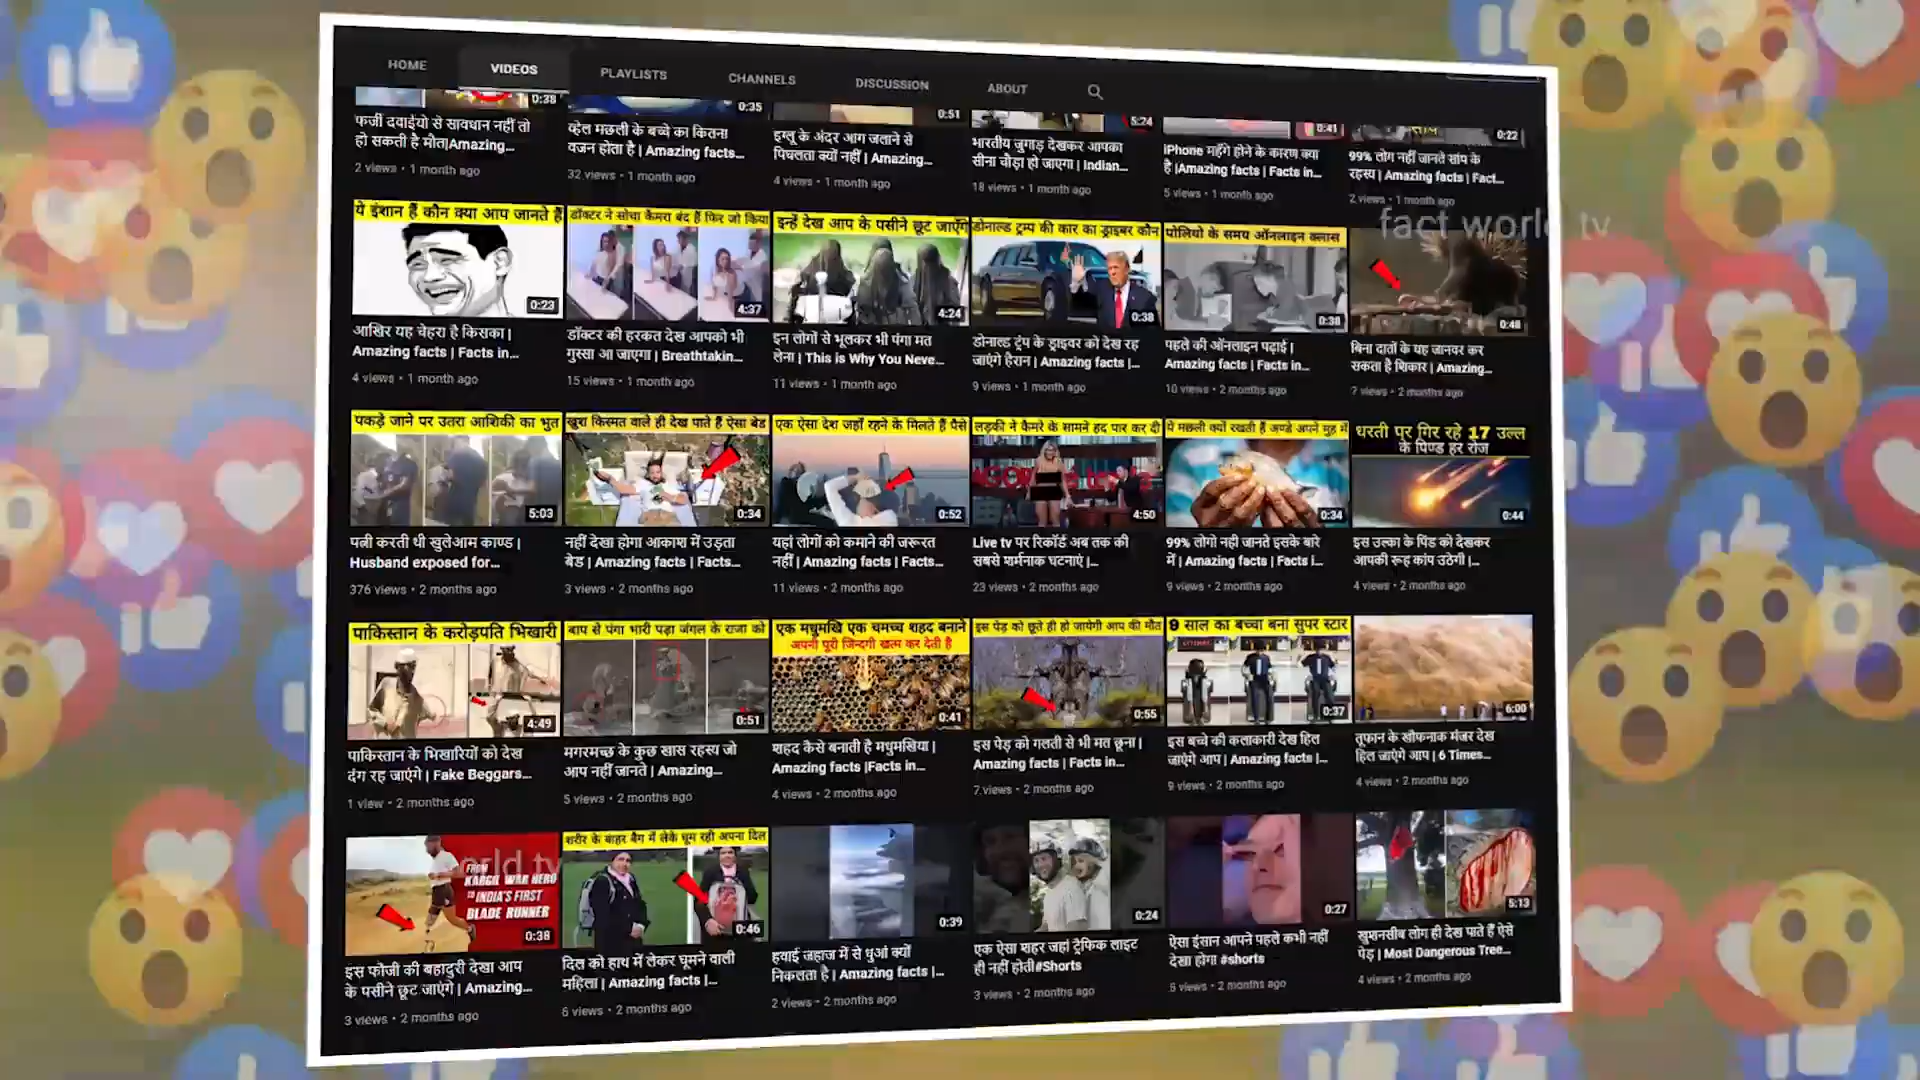 HOME
VIDEOS
PLAYLISTS
CHANNELS
DISCUSSION
ABOUT
0:38
0:35
0:51
5:24
0:41
0:22
फर्जी दवाईयो से सावधान नहीं तो
हो सकती है मौत|Amazing...
2 views • 1 month ago
व्हेल मछली के बच्चे का कितना
वजन होता है | Amazing facts...
32 views • 1 month ago
इग्लू के अंदर आग जलाने से
पिघलता क्यों नहीं | Amazing...
4 views • 1 month ago
भारतीय जुगाड़ देखकर आपका
सीना चौड़ा हो जाएगा | Indian...
18 views • 1 month ago
iPhone महँगे होने के कारण क्या
है |Amazing facts | Facts in...
5 views • 1 month ago
99% लोग नहीं जानते सांप के
रहस्य | Amazing facts | Fact...
2 views • 1 month ago
fact world tv
ये इंशान हैं कौन क्या आप जानते हैं
0:23
आखिर यह चेहरा है किसका |
Amazing facts | Facts in...
4 views • 1 month ago
डॉक्टर ने सोचा कैमरा बंद हैं फिर जो किया
4:37
डॉक्टर की हरकत देख आपको भी
गुस्सा आ जाएगा | Breathtakin...
15 views • 1 month ago
इन्हें देख आप के पसीने छूट जाएंगे
4:24
इन लोगों से भूलकर भी पंगा मत
लेना | This is Why You Neve...
11 views • 1 month ago
डोनाल्ड ट्रम्प की कार का ड्राइबर कौन
0:38
डोनाल्ड ट्रंप के ड्राइवर को देख रह
जाएंगे हैरान | Amazing facts |...
9 views • 1 month ago
पोलियो के समय ऑनलाइन क्लास
0:38
पहले की ऑनलाइन पढ़ाई |
Amazing facts | Facts in...
10 views • 2 months ago
0:48
बिना दातों के यह जानवर कर
सकता है शिकार | Amazing...
7 views • 2 months ago
पकड़े जाने पर उतरा आशिकी का भुत
5:03
पत्नी करती थी खुलेआम काण्ड |
Husband exposed for...
376 views • 2 months ago
खुश किस्मत वाले ही देख पाते हैं ऐसा बेड
0:34
नहीं देखा होगा आकाश में उड़ता
बेड | Amazing facts | Facts...
3 views • 2 months ago
एक ऐसा देश जहाँ रहने के मिलते हैं पैसे
0:52
यहां लोगों को कमाने की जरूरत
नहीं | Amazing facts | Facts...
11 views • 2 months ago
लड़की ने कैमरे के सामने हद पार कर दी
4:50
Live tv पर रिकॉर्ड अब तक की
सबसे शर्मनाक घटनाएं |...
23 views • 2 months ago
ये मछली क्यों रखती हैं अण्डे अपने मुह में
0:34
99% लोगो नही जानते इसके बारे
में | Amazing facts | Facts i...
9 views • 2 months ago
धरती पर गिर रहे 17 उल्ल
के पिण्ड हर रोज
0:44
इस उल्का के पिंड को देखकर
आपकी रूह कांप उठेगी |...
4 views • 2 months ago
पाकिस्तान के करोड़पति भिखारी
4:49
पाकिस्तान के भिखारियों को देख
दंग रह जाएंगे | Fake Beggars...
1 view • 2 months ago
बाप से पंगा भारी पड़ा जंगल के राजा को
0:51
मगरमच्छ के कुछ खास रहस्य जो
आप नहीं जानते | Amazing...
5 views • 2 months ago
एक मधुमखि एक चमच्च शहद बनाने
अपनी पूरी जिन्दगी खत्म कर देती है
0:41
शहद कैसे बनाती है मधुमखिया |
Amazing facts |Facts in...
4 views • 2 months ago
इस पेड़ को छूते ही हो जायेगी आप की मौत
0:55
इस पेड़ को गलती से भी मत छूना |
Amazing facts | Facts in...
7 views • 2 months ago
9 साल का बच्चा बना सुपर स्टार
0:37
इस बच्चे की कलाकारी देख हिल
जाएंगे आप | Amazing facts |...
9 views • 2 months ago
6:00
तूफान के खौफनाक मंजर देख
हिल जाएंगे आप | 6 Times...
4 views • 2 months ago
orld tv
FROM
KARGIL WAR HERO
TO INDIA'S FIRST
BLADE RUNNER
0:38
इस फौजी की बहादुरी देखा आप
के पसीने छूट जाएंगे | Amazing...
3 views • 2 months ago
शरीर के बाहर बैग में लेके घूम रही अपना दिल
0:46
दिल को हाथ में लेकर घूमने वाली
महिला | Amazing facts |...
6 views • 2 months ago
0:39
हवाई जहाज में से धुआं क्यों
निकलता है | Amazing facts |...
2 views • 2 months ago
0:24
एक ऐसा शहर जहां ट्रैफिक लाइट
ही नहीं होती#Shorts
3 views • 2 months ago
0:27
ऐसा इंसान आपने पहले कभी नहीं
देखा होगा #shorts
5:13
खुशनसीब लोग ही देख पाते हैं ऐसे
पेड़ | Most Dangerous Tree...
4 views • 2 months ago